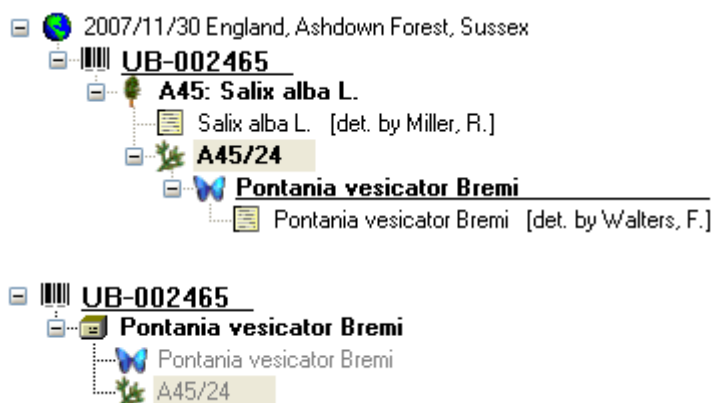 2007/11/30 England, Ashdown Forest, Sussex
UB-002465
A45: Salix alba L.
Salix alba L. [det. by Miller, R.]
A45/24
Pontania vesicator Bremi
Pontania vesicator Bremi [det. by Walters, F.]
UB-002465
Pontania vesicator Bremi
Pontania vesicator Bremi
A45/24